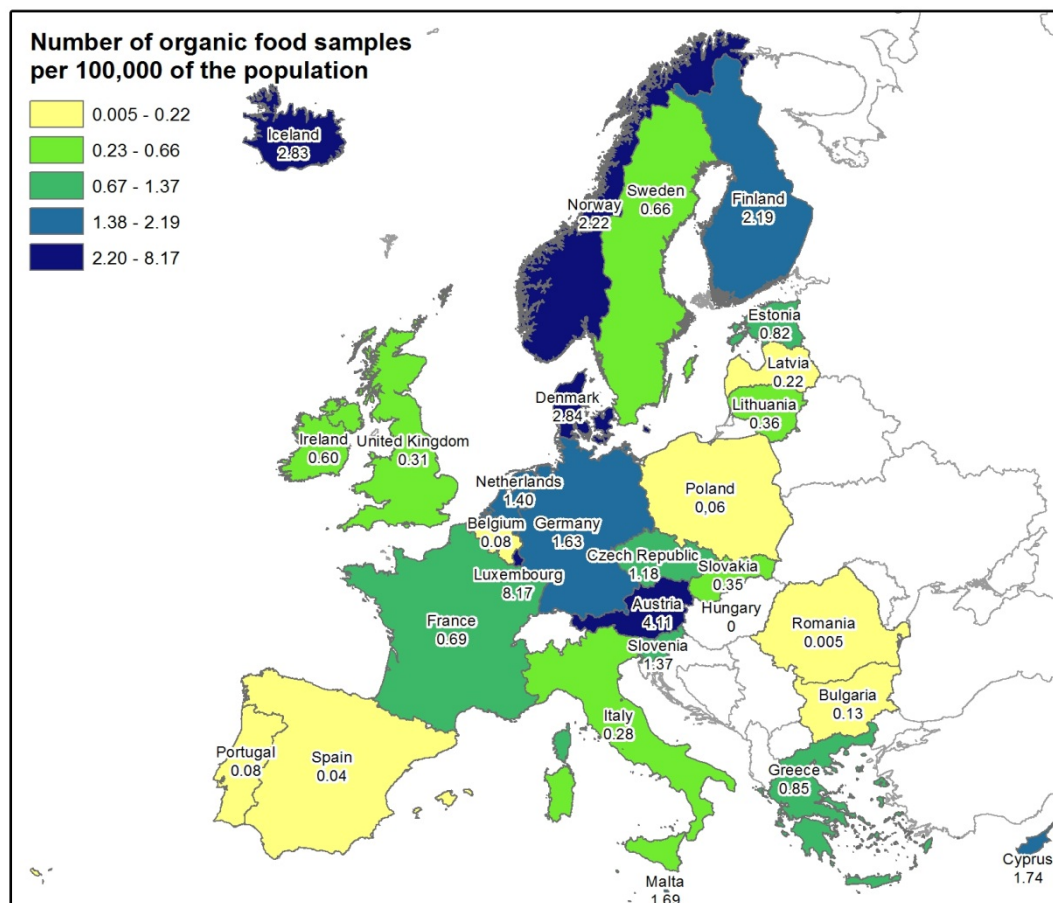 Number of organic food samples
per 100,000 of the population
0.005 - 0.22
0.23 - 0.66
0.67 - 1.37
1.38 - 2.19
2.20 - 8.17
Iceland
2.83
Norway
2.22
Sweden
0.66
Finland
2.19
Estonia
0.82
Latvia
0.22
Lithuania
0.36
Denmark
2.84
Ireland
0.60
United Kingdom
0.31
Netherlands
1.40
Belgium
0.08
Germany
1.63
Poland
0,06
Luxembourg
8.17
Czech Republic
1.18
Slovakia
0.35
France
0.69
Austria
4.11
Hungary
0
Slovenia
1.37
Romania
0.005
Bulgaria
0.13
Italy
0.28
Portugal
0.08
Spain
0.04
Greece
0.85
Malta
1.69
Cyprus
1.74